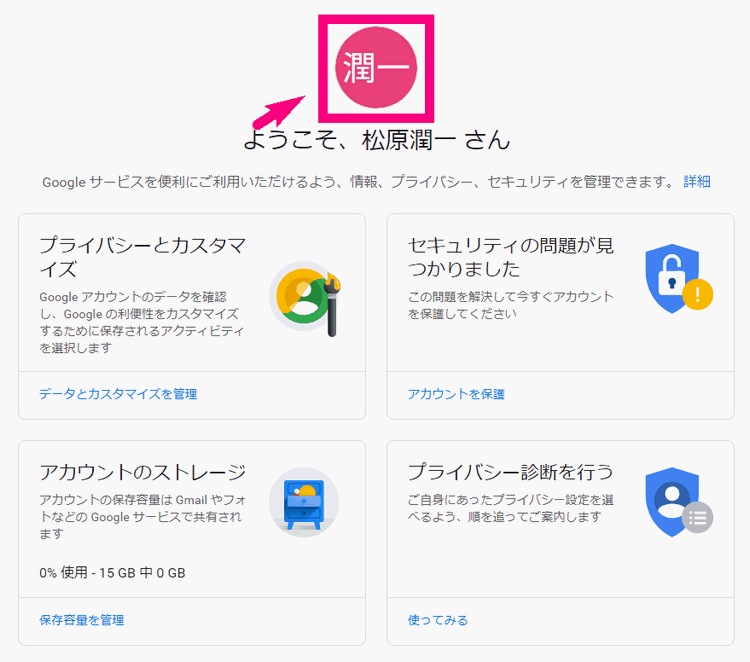 潤一
ようこそ、松原潤一 さん
Google サービスを便利にご利用いただけるよう、情報、プライバシー、セキュリティを管理できます。 詳細
プライバシーとカスタマ
イズ
Google アカウントのデータを確認
し、Google の利便性をカスタマイズ
するために保存されるアクティビティ
を選択します
データとカスタマイズを管理
セキュリティの問題が見
つかりました
この問題を解決して今すぐアカウント
を保護してください
アカウントを保護
アカウントのストレージ
アカウントの保存容量は Gmail やフォ
トなどの Google サービスで共有され
ます
0% 使用 - 15 GB 中 0 GB
保存容量を管理
プライバシー診断を行う
ご自身にあったプライバシー設定を選
べるよう、順を追ってご案内します
使ってみる